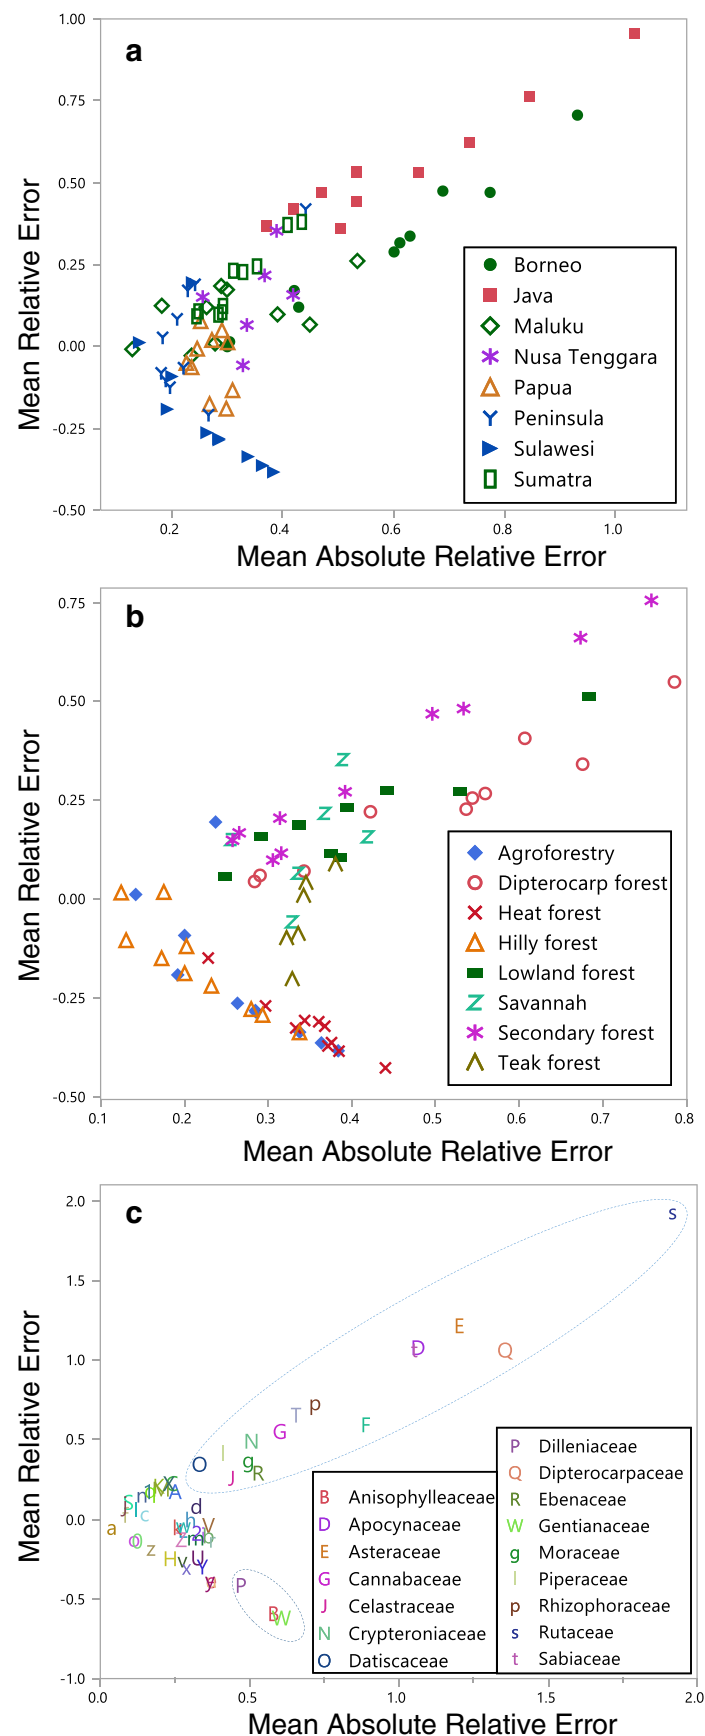 a
1.00
0.75
0.50
0.25
0.00
-0.25
-0.50
Mean Relative Error
Borneo
Java
Maluku
Nusa Tenggara
Papua
Peninsula
Sulawesi
Sumatra
0.2 0.4 0.6 0.8 1.0
Mean Absolute Relative Error
b
0.75
0.50
0.25
0.00
-0.25
-0.50
Mean Relative Error
Agroforestry
Dipterocarp forest
Heat forest
Hilly forest
Lowland forest
Savannah
Secondary forest
Teak forest
0.1 0.2 0.3 0.4 0.5 0.6 0.7 0.8
Mean Absolute Relative Error
c
2.0
1.5
1.0
0.5
0.0
-0.5
-1.0
Mean Relative Error
s
E
D
Q
p
T
F
G
N
I
g
O
J
R
P
B
W
B Anisophylleaceae
D Apocynaceae
E Asteraceae
G Cannabaceae
J Celastraceae
N Crypteroniaceae
O Datiscaceae
P Dilleniaceae
Q Dipterocarpaceae
R Ebenaceae
W Gentianaceae
g Moraceae
l Piperaceae
p Rhizophoraceae
s Rutaceae
t Sabiaceae
0.0 0.5 1.0 1.5 2.0
Mean Absolute Relative Error